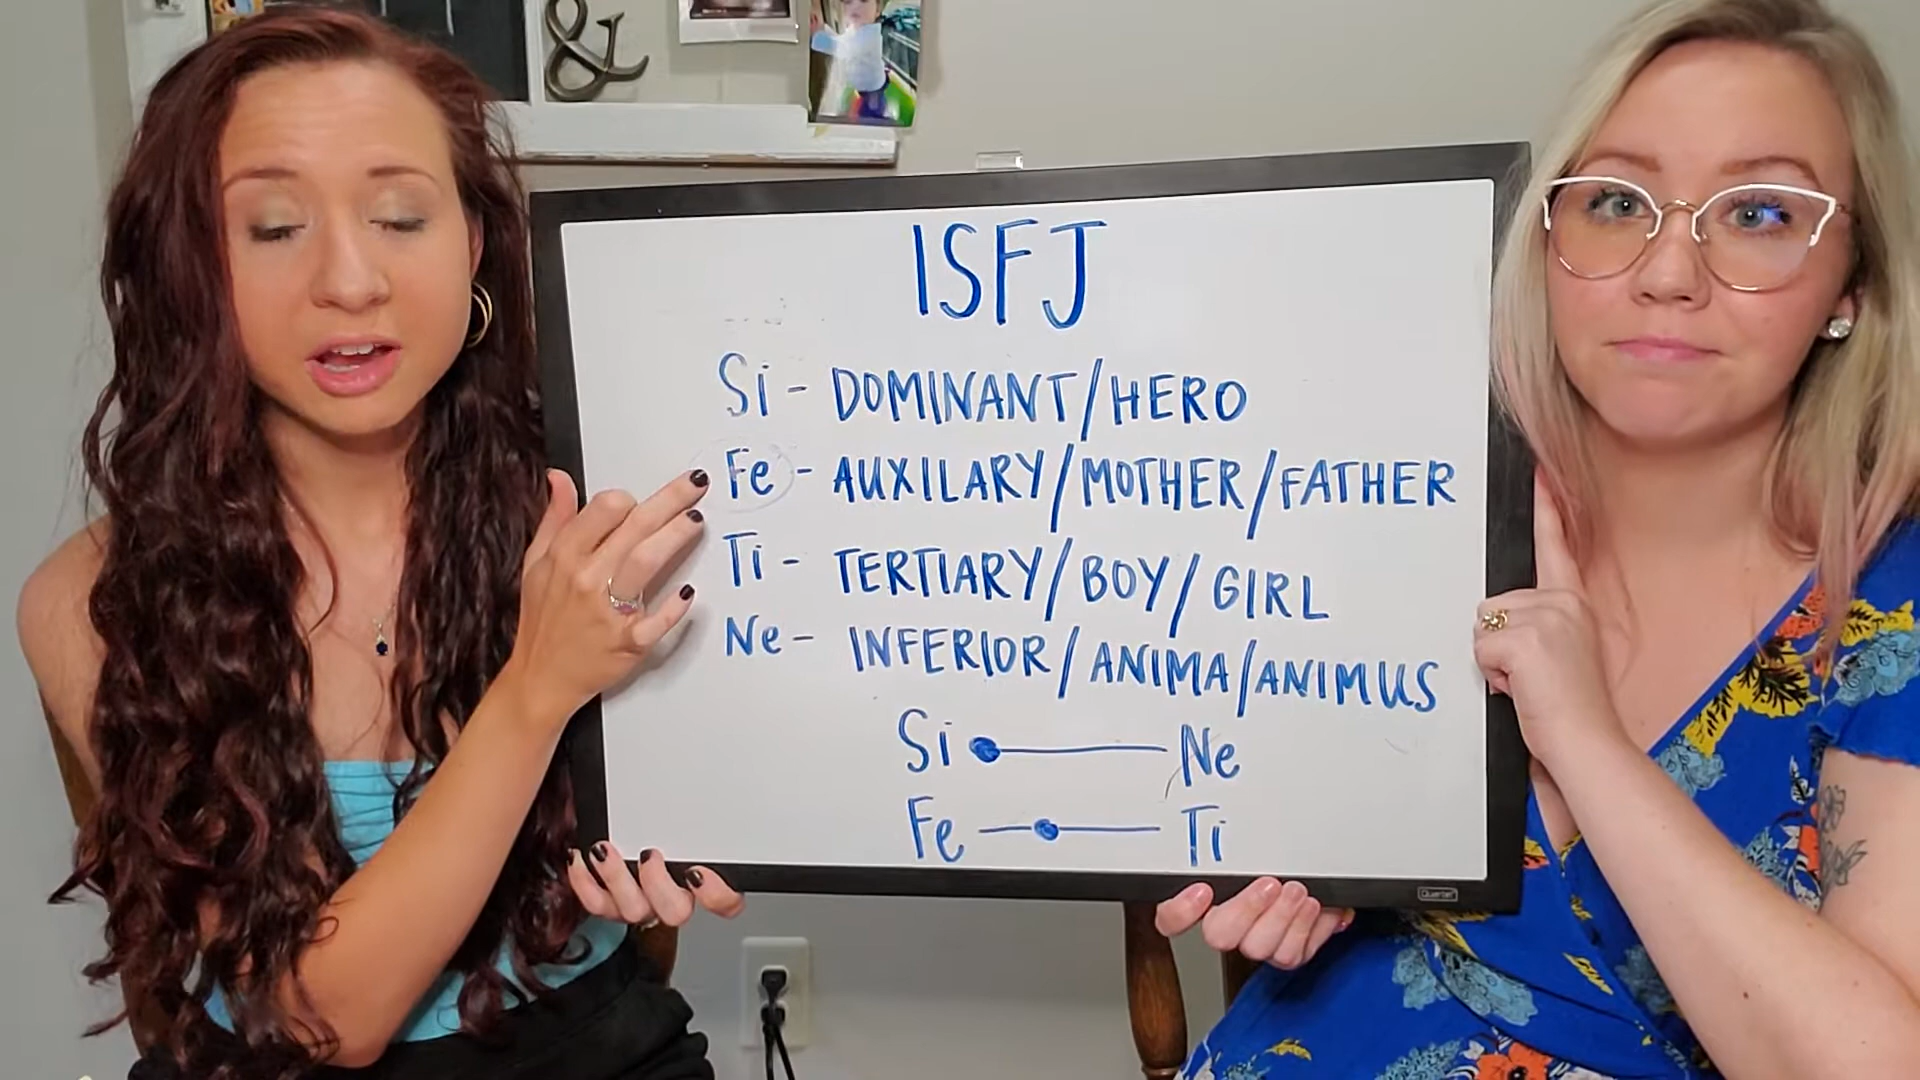 &
ISFJ
Si - DOMINANT/HERO
Fe - AUXILARY/MOTHER/FATHER
Ti - TERTIARY/BOY/GIRL
Ne - INFERIOR/ANIMA/ANIMUS
Si Ne
Fe Ti
Quartet